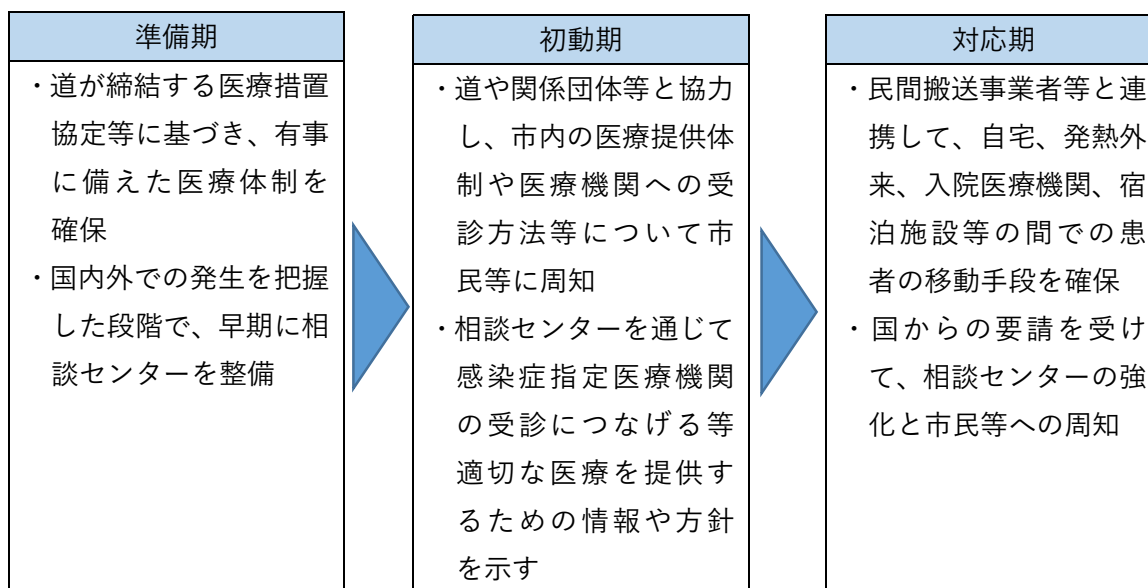 準備期
・道が締結する医療措置
協定等に基づき、有事
に備えた医療体制を
確保
・国内外での発生を把握
した段階で、早期に相
談センターを整備
初動期
・道や関係団体等と協力
し、市内の医療提供体
制や医療機関への受
診方法等について市
民等に周知
・相談センターを通じて
感染症指定医療機関
の受診につなげる等
適切な医療を提供す
るための情報や方針
を示す
対応期
・民間搬送事業者等と連
携して、自宅、発熱外
来、入院医療機関、宿
泊施設等の間での患
者の移動手段を確保
・国からの要請を受け
て、相談センターの強
化と市民等への周知